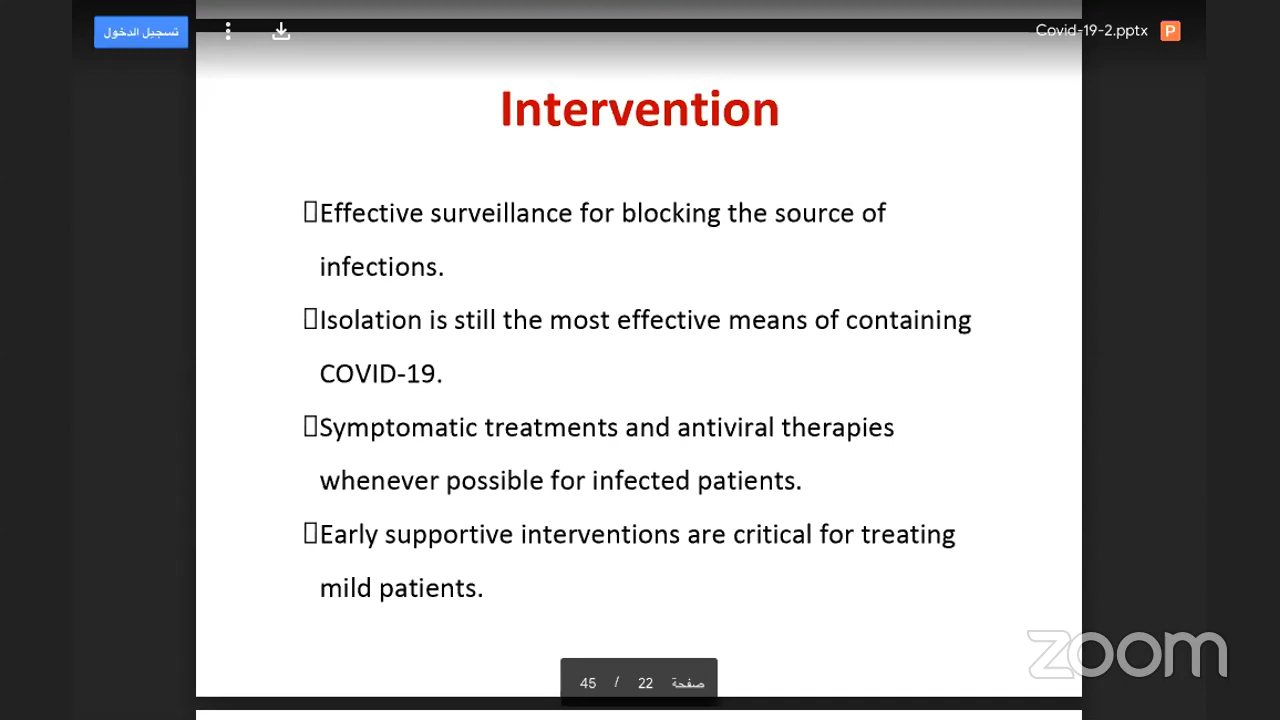 تسجيل الدخول
Covid-19-2.pptx P
Intervention
Effective surveillance for blocking the source of
infections.
Isolation is still the most effective means of containing
COVID-19.
Symptomatic treatments and antiviral therapies
whenever possible for infected patients.
Early supportive interventions are critical for treating
mild patients.
صفحة 22 / 45
zoom